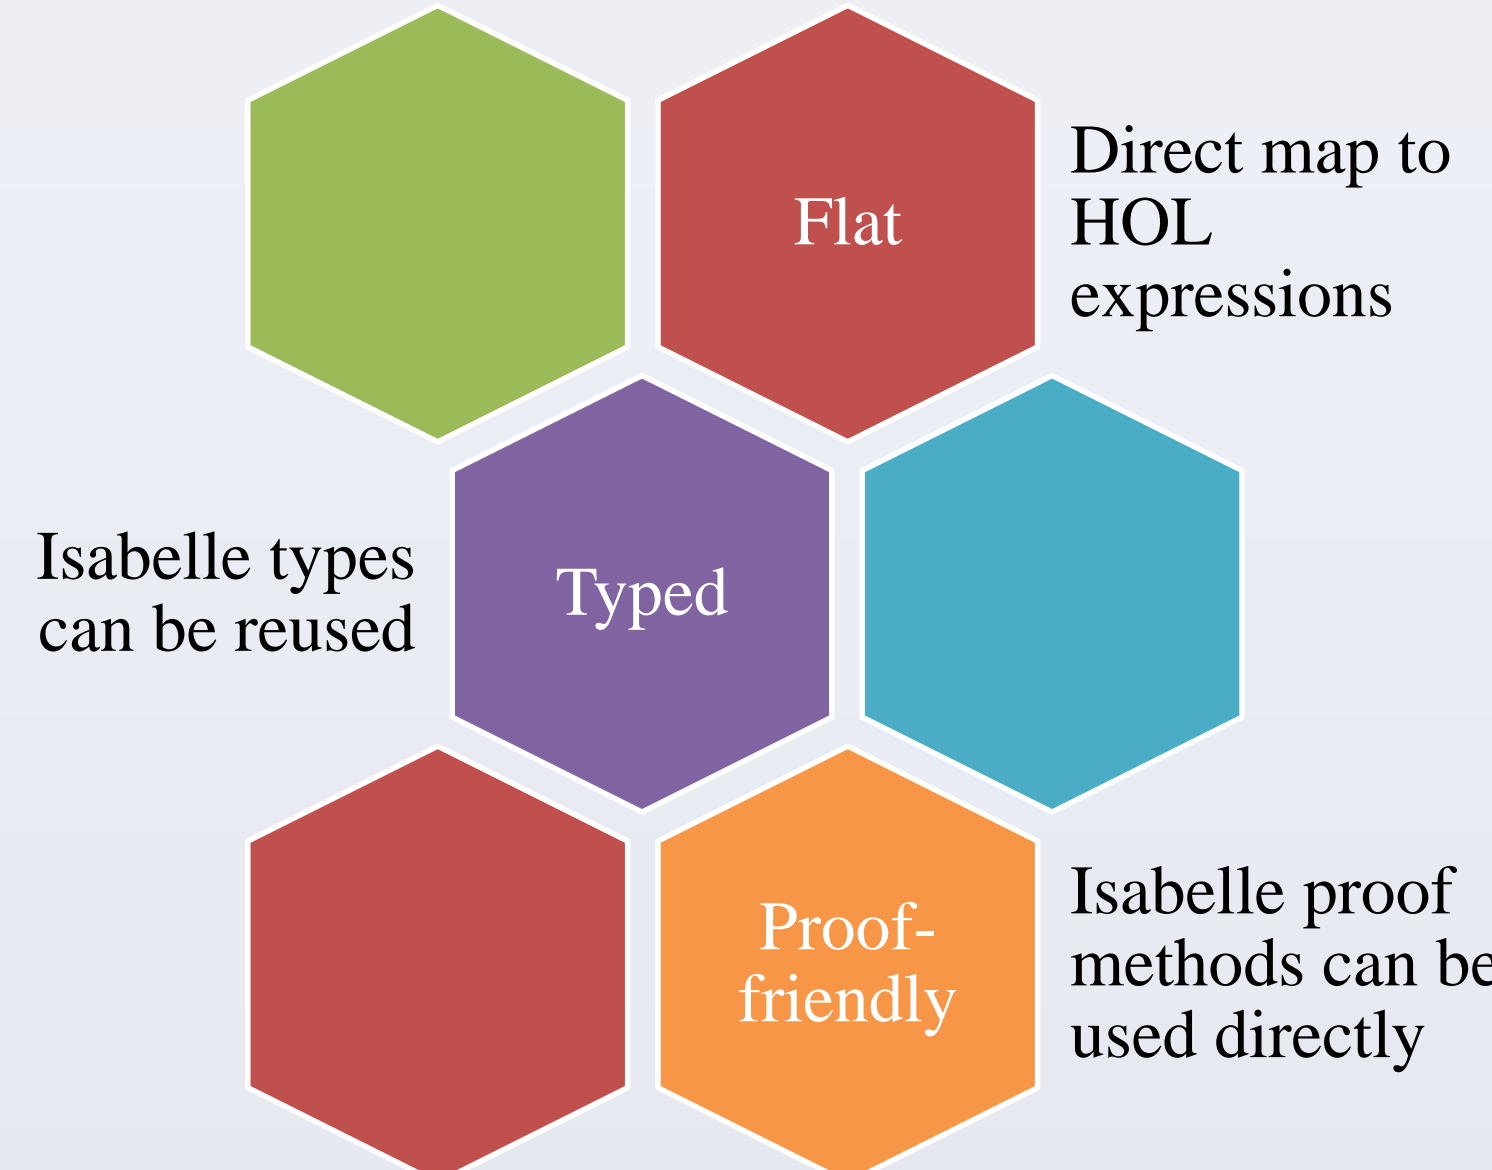 Flat
Direct map to
HOL
expressions
Isabelle types
can be reused
Typed
Proof-
friendly
Isabelle proof
methods can be
used directly